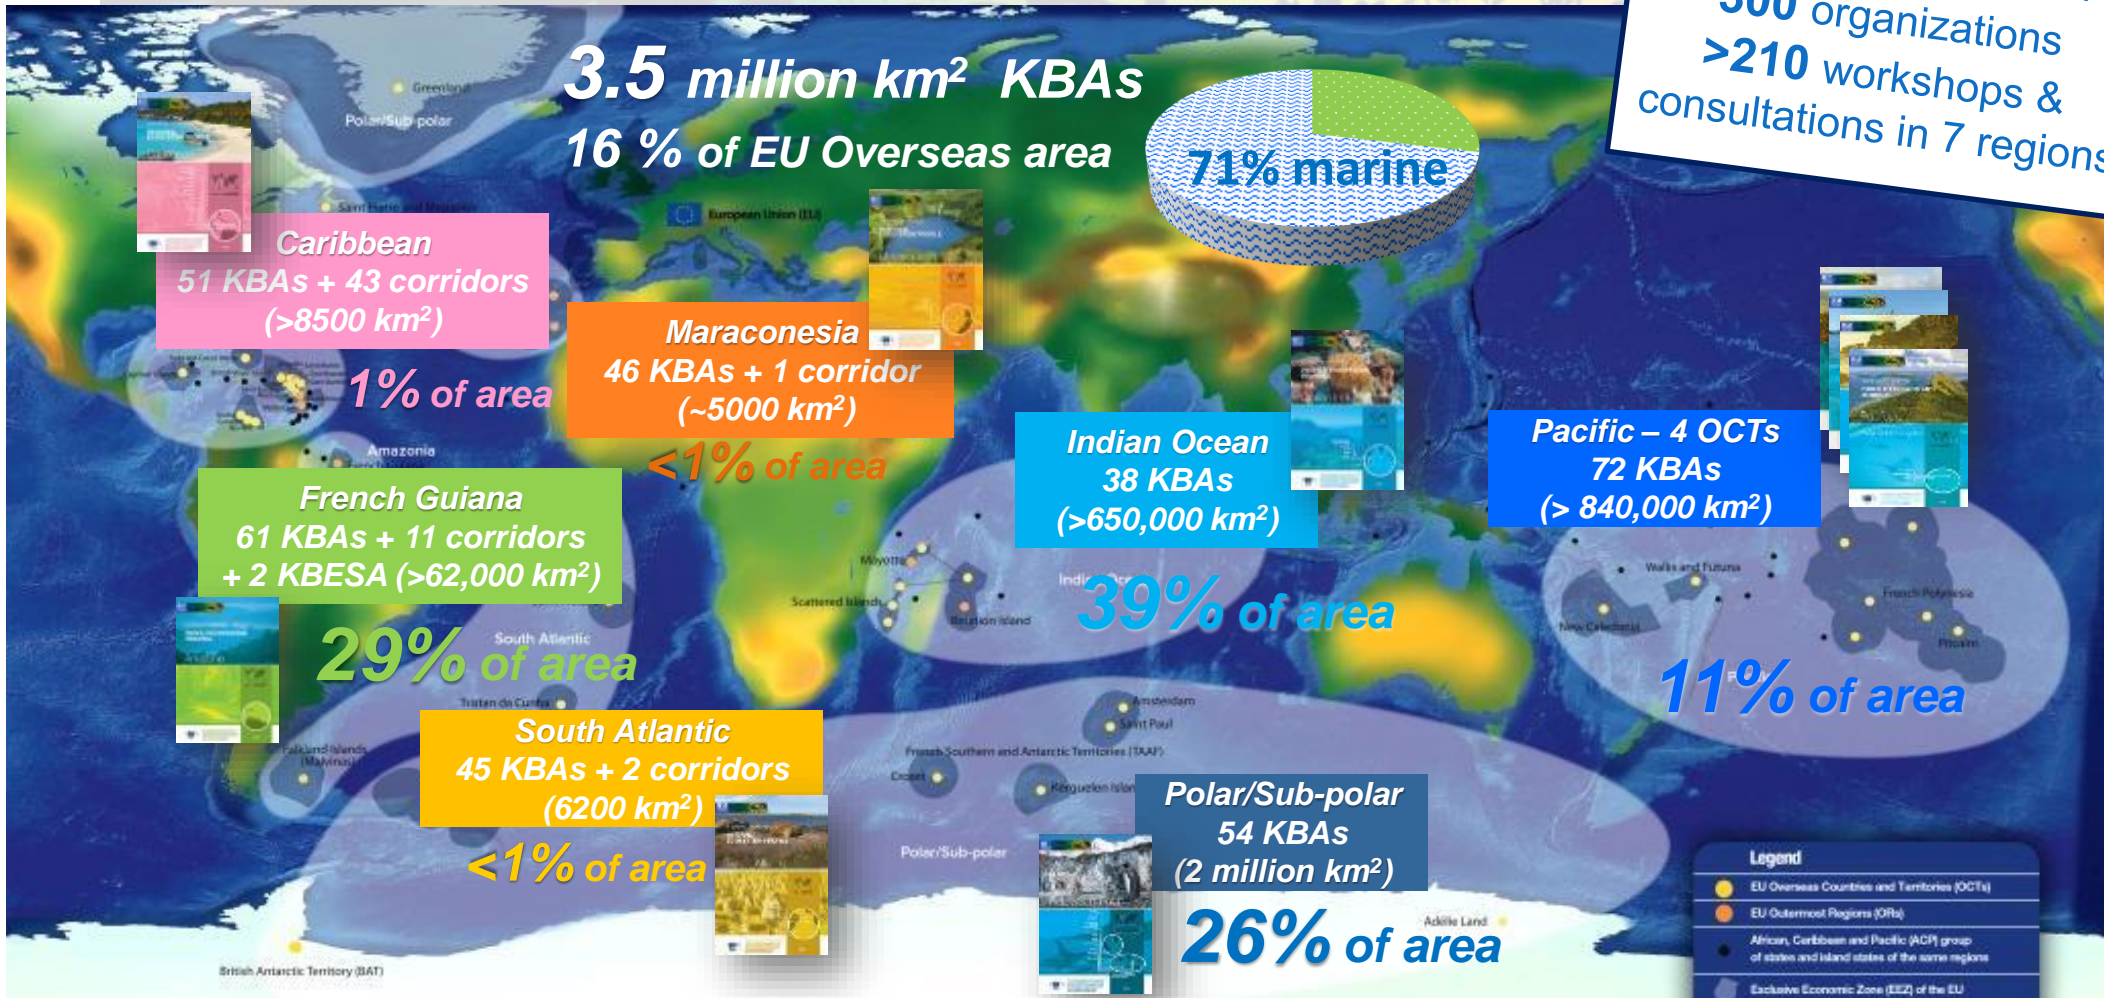 300 organizations
>210 workshops &
consultations in 7 regions
3.5 million km² KBAs
16 % of EU Overseas area
71% marine
Greenland
Polar/Sub-polar
European Union (EU)
Caribbean
51 KBAs + 43 corridors
(>8500 km²)
1% of area
Maraconesia
46 KBAs + 1 corridor
(~5000 km²)
<1% of area
Amazonia
French Guiana
61 KBAs + 11 corridors
+ 2 KBESA (>62,000 km²)
29% of area
Indian Ocean
38 KBAs
(>650,000 km²)
39% of area
Pacific – 4 OCTs
72 KBAs
(> 840,000 km²)
11% of area
Mayotte
Scattered Islands
Reunion Island
Wallis and Futuna
New Caledonia
French Polynesia
Pitcairn
South Atlantic
Tristan da Cunha
Falkland Islands
(Malvinas)
South Atlantic
45 KBAs + 2 corridors
(6200 km²)
<1% of area
Amsterdam
Saint Paul
French Southern and Antarctic Territories (TAAF)
Crozet
Polar/Sub-polar
Polar/Sub-polar
54 KBAs
(2 million km²)
26% of area
Adélie Land
British Antarctic Territory (BAT)
Legend
EU Overseas Countries and Territories (OCTs)
EU Outermost Regions (ORs)
African, Caribbean and Pacific (ACP) group
of states and island states of the same regions
Exclusive Economic Zone (EEZ) of the EU